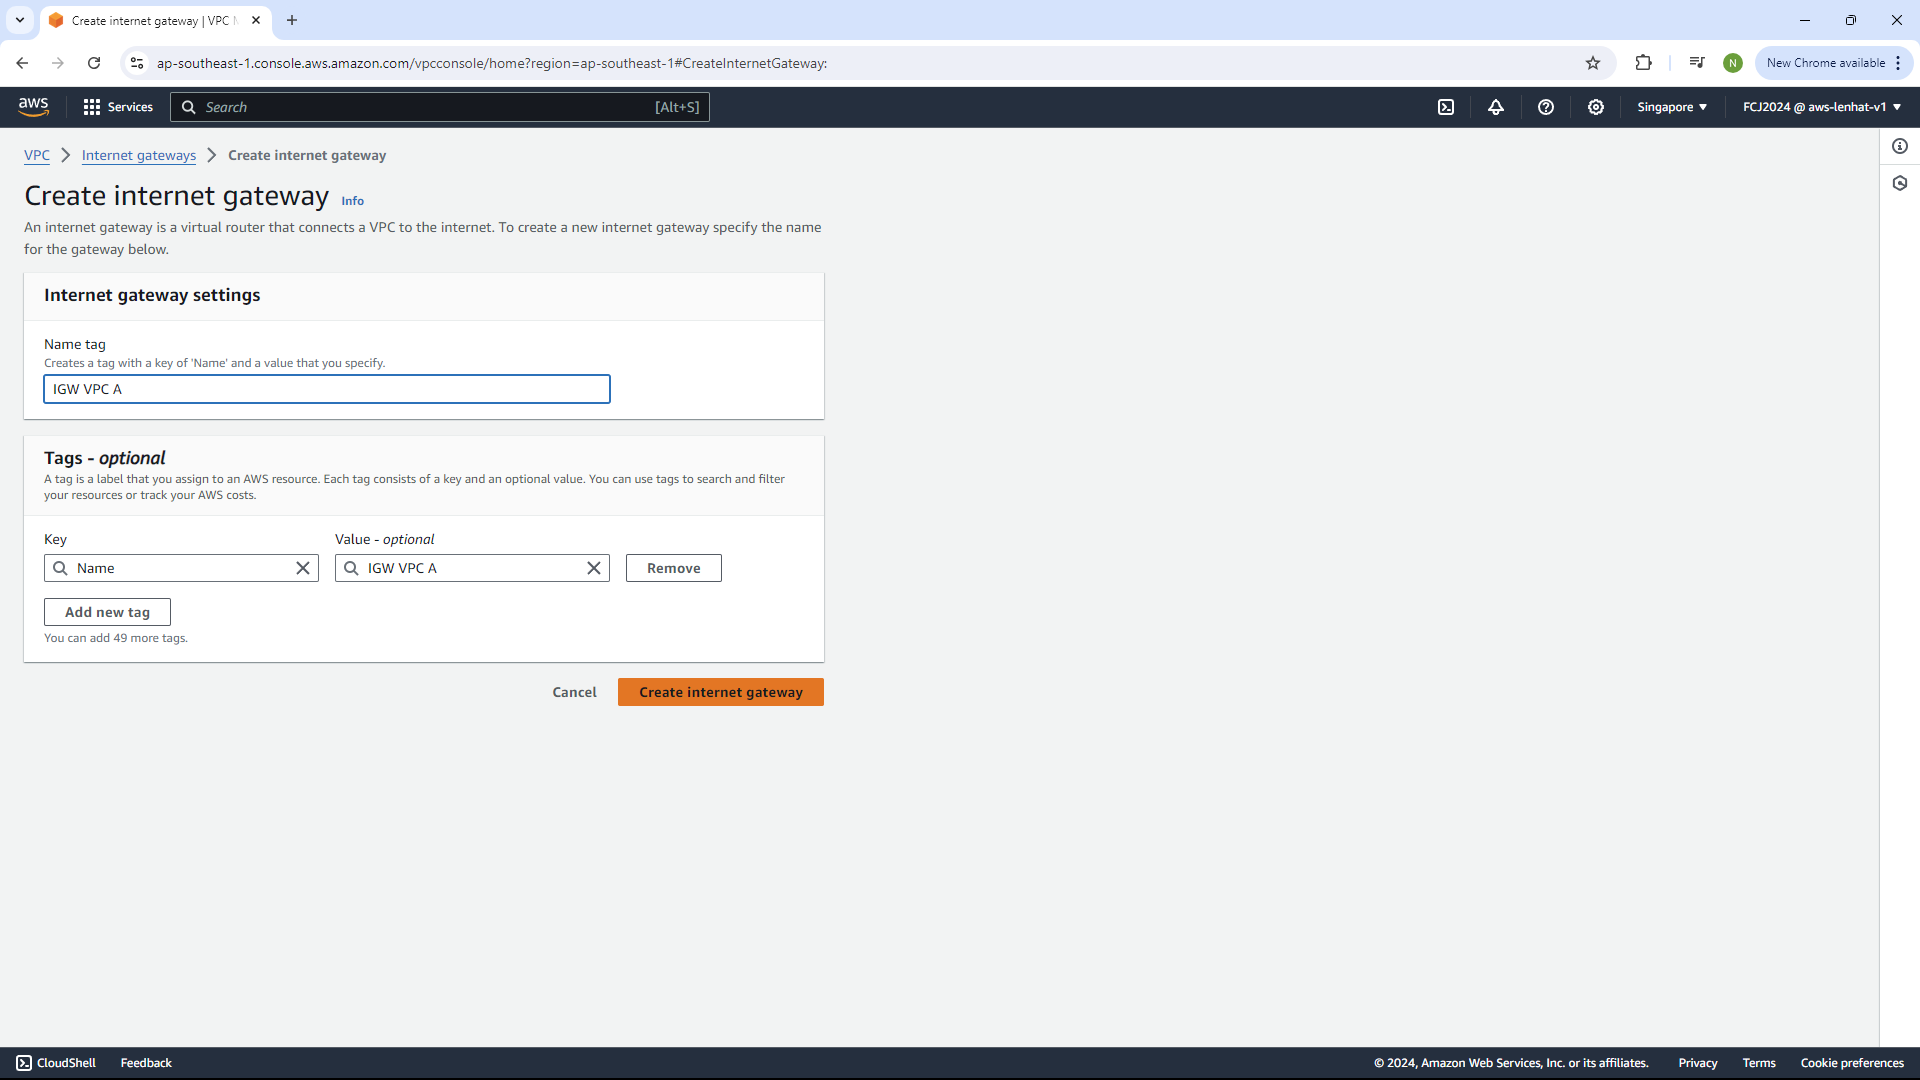 Create internet gateway | VPC
ap-southeast-1.console.aws.amazon.com/vpcconsole/home?region=ap-southeast-1#CreateInternetGateway:
N
New Chrome available
aws
Services
Search
[Alt+S]
Singapore
FCJ2024 @ aws-lenhat-v1
VPC
Internet gateways
Create internet gateway
Create internet gateway
Info
An internet gateway is a virtual router that connects a VPC to the internet. To create a new internet gateway specify the name
for the gateway below.
Internet gateway settings
Name tag
Creates a tag with a key of 'Name' and a value that you specify.
IGW VPC A
Tags - optional
A tag is a label that you assign to an AWS resource. Each tag consists of a key and an optional value. You can use tags to search and filter
your resources or track your AWS costs.
Key
Value - optional
Name
IGW VPC A
Remove
Add new tag
You can add 49 more tags.
Cancel
Create internet gateway
CloudShell
Feedback
© 2024, Amazon Web Services, Inc. or its affiliates.
Privacy
Terms
Cookie preferences